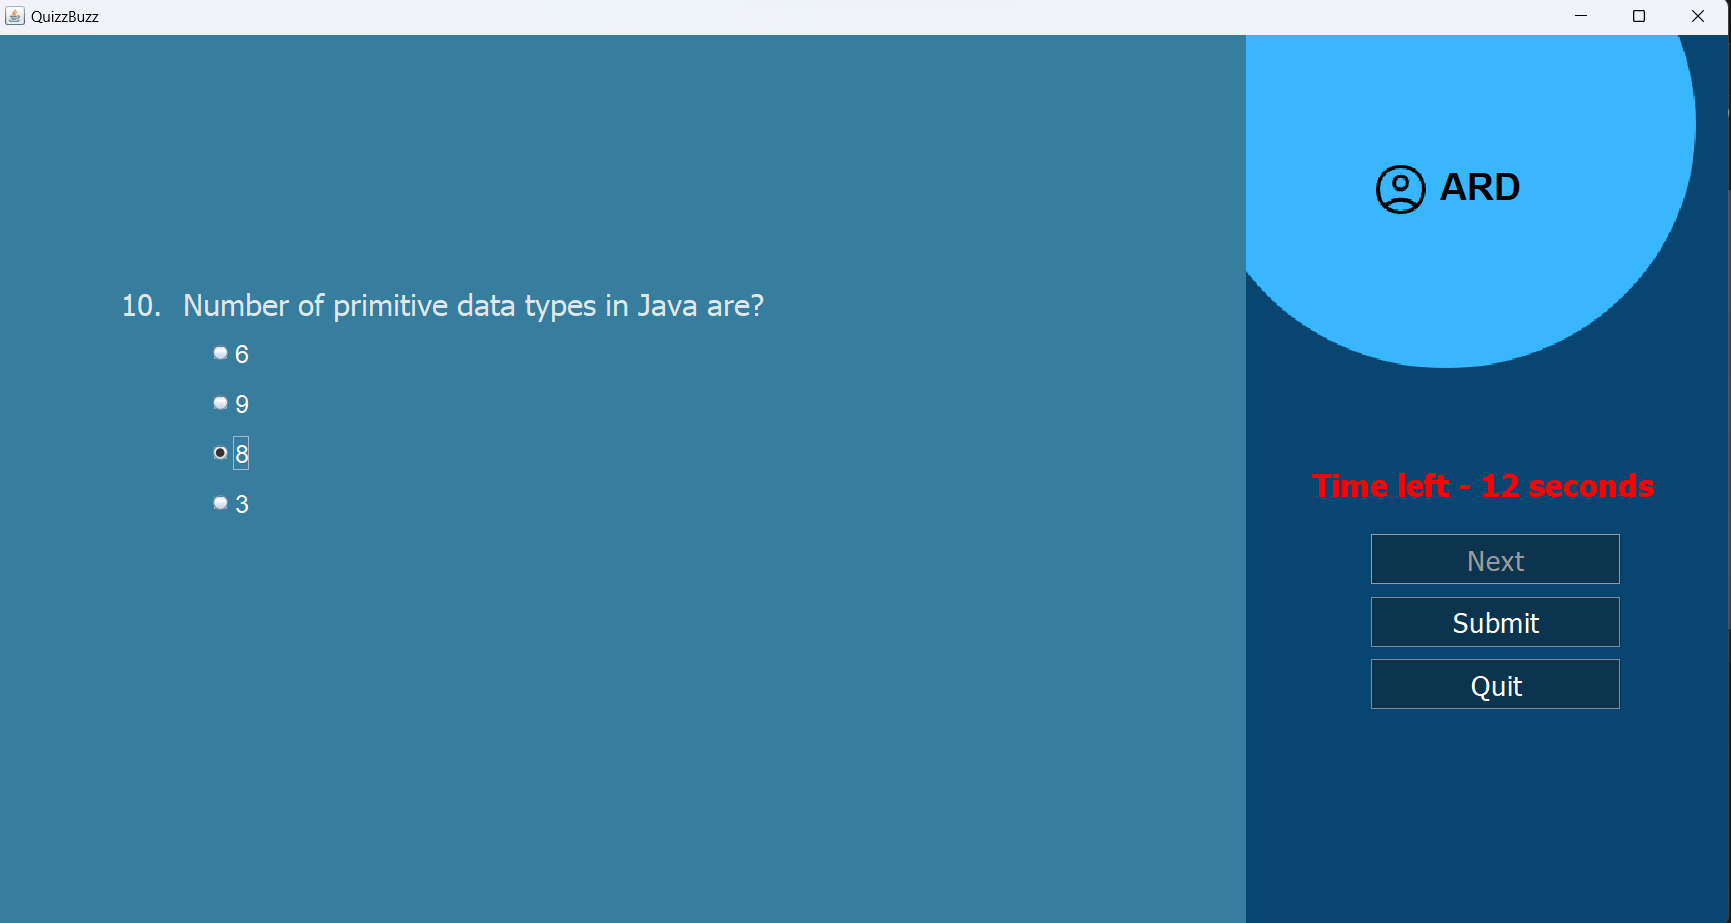 QuizzBuzz
10. Number of primitive data types in Java are?
6
9
8
3
ARD
Time left - 12 seconds
Next
Submit
Quit